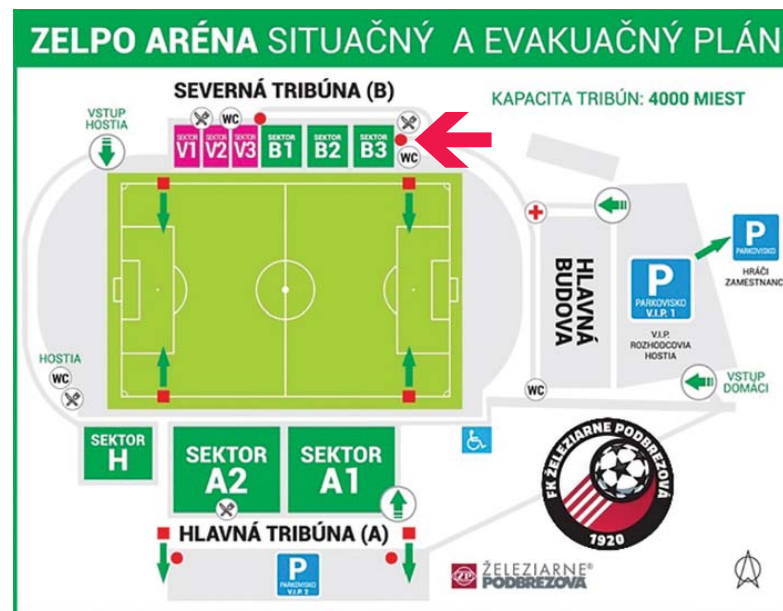 ZELPO ARÉNA SITUAČNÝ A EVAKUAČNÝ PLÁN
SEVERNÁ TRIBÚNA (B)
KAPACITA TRIBÚN: 4000 MIEST
VSTUP
HOSTIA
WC
SEKTOR
V1
SEKTOR
V2
SEKTOR
V3
SEKTOR
B1
SEKTOR
B2
SEKTOR
B3
WC
HLAVNÁ
BUDOVA
P
PARKOVISKO
V.I.P. 1
V.I.P.
ROZHODCOVIA
HOSTIA
P
PARKOVISKO
HRÁČI
ZAMESTNANC
HOSTIA
WC
WC
VSTUP
DOMÁCI
SEKTOR
H
SEKTOR
A2
SEKTOR
A1
HLAVNÁ TRIBÚNA (A)
P
PARKOVISKO
V.I.P. 2
FK ŽELEZIARNE PODBREZOVÁ
1920
ZP
ŽELEZIARNE®
PODBREZOVÁ